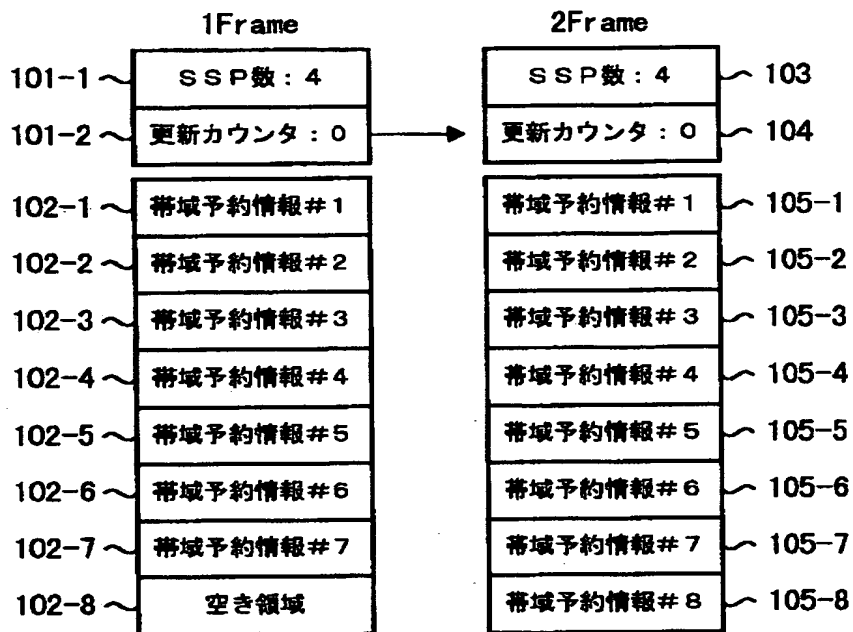 1Frame 2Frame
101-1 SSP数：4 SSP数：4 103
101-2 更新カウンタ：0 更新カウンタ：0 104
102-1 帯域予約情報＃1 帯域予約情報＃1 105-1
102-2 帯域予約情報＃2 帯域予約情報＃2 105-2
102-3 帯域予約情報＃3 帯域予約情報＃3 105-3
102-4 帯域予約情報＃4 帯域予約情報＃4 105-4
102-5 帯域予約情報＃5 帯域予約情報＃5 105-5
102-6 帯域予約情報＃6 帯域予約情報＃6 105-6
102-7 帯域予約情報＃7 帯域予約情報＃7 105-7
102-8 空き領域 帯域予約情報＃8 105-8